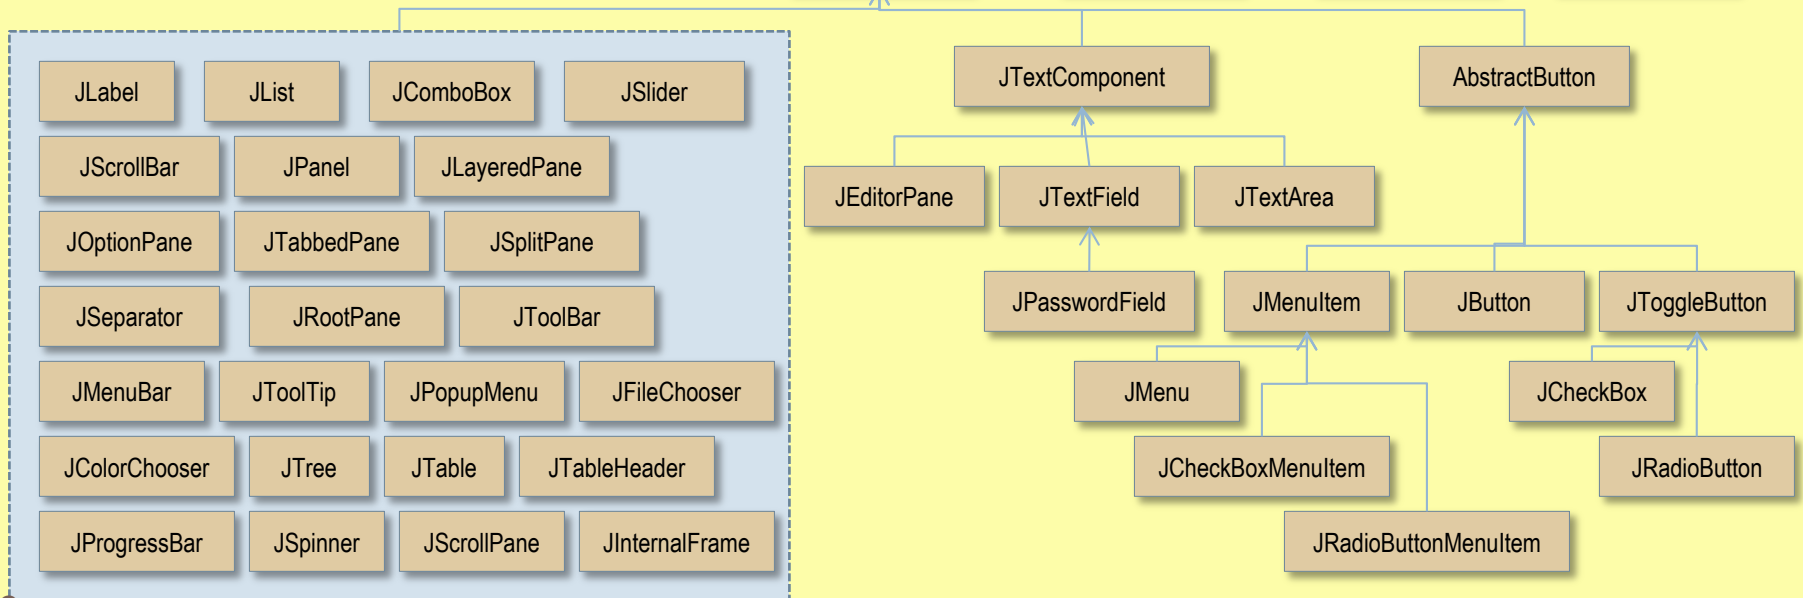 JTextComponent
AbstractButton
JLabel
JList
JComboBox
JSlider
JScrollBar
JPanel
JLayeredPane
JEditorPane
JTextField
JTextArea
JOptionPane
JTabbedPane
JSplitPane
JSeparator
JRootPane
JToolBar
JPasswordField
JMenuItem
JButton
JToggleButton
JMenuBar
JToolTip
JPopupMenu
JFileChooser
JMenu
JCheckBox
JColorChooser
JTree
JTable
JTableHeader
JCheckBoxMenuItem
JRadioButton
JProgressBar
JSpinner
JScrollPane
JInternalFrame
JRadioButtonMenuItem